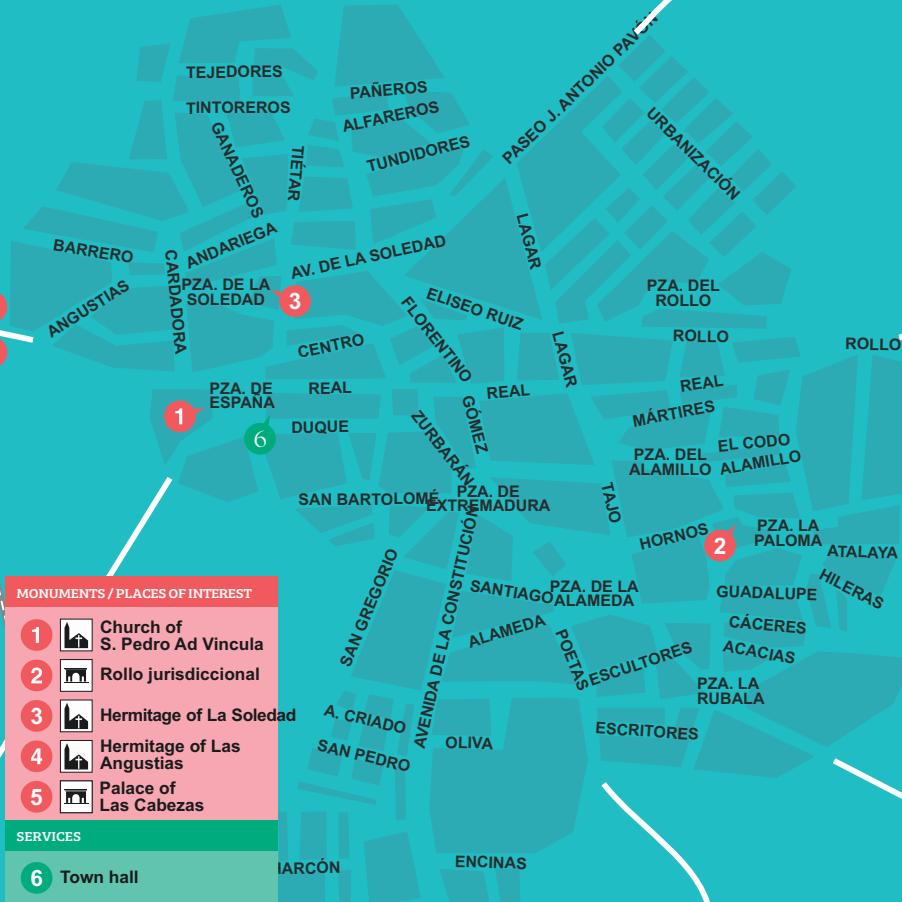 TEJEDORES
TINTOREROS
GANADEROS
TIÉTAR
PAÑEROS
ALFAREROS
TUNDIDORES
PASEO J. ANTONIO PAVÓN
URBANIZACIÓN
BARRERO
ANGUSTIAS
CARDADORA
ANDARIEGA
PZA. DE LA
SOLEDAD
3
AV. DE LA SOLEDAD
LAGAR
ELISEO RUIZ
FLORENTINO
GÓMEZ
PZA. DEL
ROLLO
ROLLO
ROLLO
CENTRO
LAGAR
PZA. DE
ESPAÑA
REAL
REAL
REAL
1
6
DUQUE
ZURBARÁN
MÁRTIRES
PZA. DEL
ALAMILLO
EL CODO
ALAMILLO
SAN BARTOLOMÉ
PZA. DE
EXTREMADURA
TAJO
HORNOS
2
PZA. LA
PALOMA
ATALAYA
HILERAS
SAN GREGORIO
AVENIDA DE LA CONSTITUCIÓN
SANTIAGO
PZA. DE LA
ALAMEDA
GUADALUPE
ALAMEDA
POETAS
ESCULTORES
CÁCERES
ACACIAS
PZA. LA
RUBALA
A. CRIADO
SAN PEDRO
OLIVA
ESCRITORES
ENCINAS
MONUMENTS / PLACES OF INTEREST
1 Church of
S. Pedro Ad Vincula
2 Rollo jurisdiccional
3 Hermitage of La Soledad
4 Hermitage of Las
Angustias
5 Palace of
Las Cabezas
SERVICES
6 Town hall